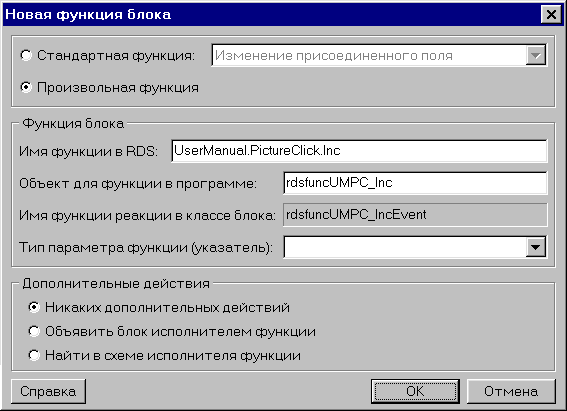 Новая функция блока
Стандартная функция: Изменение присоединенного поля
Произвольная функция
Функция блока
Имя функции в RDS: UserManual.PictureClick.Inc
Объект для функции в программе: rdsfuncUMPC_Inc
Имя функции реакции в классе блока: rdsfuncUMPC_IncEvent
Тип параметра функции (указатель):
Дополнительные действия
Никаких дополнительных действий
Объявить блок исполнителем функции
Найти в схеме исполнителя функции
Справка OK Отмена